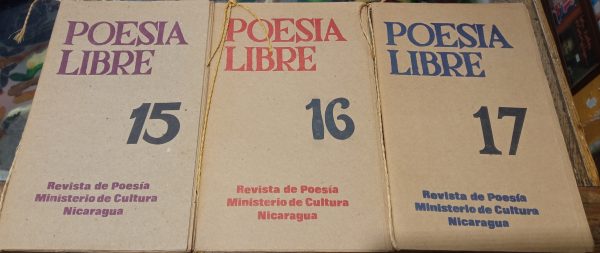 POESIA
LIBRE
15
Revista de Poesía
Ministerio de Cultura
Nicaragua
POESIA
LIBRE
16
Revista de Poesía
Ministerio de Cultura
Nicaragua
POESIA
LIBRE
17
Revista de Poesía
Ministerio de Cultura
Nicaragua